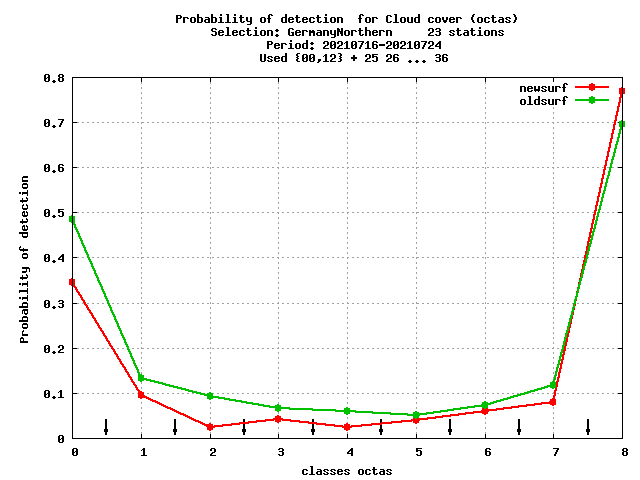 Probability of detection  for Cloud cover (octas)
Selection: GermanyNorthern     23 stations
Period: 20210716-20210724
Used {00,12} + 25 26 ... 36
newsurf
oldsurf
0.8
0.7
0.6
0.5
0.4
0.3
0.2
0.1
0
Probability of detection
0 1 2 3 4 5 6 7 8
classes octas